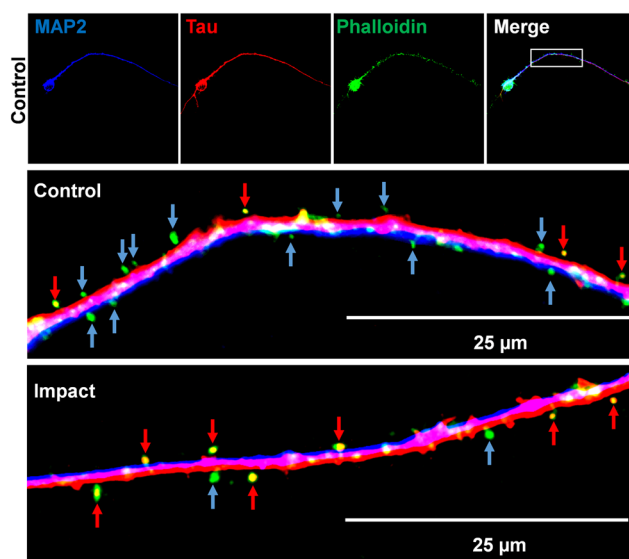 MAP2 Tau Phalloidin Merge
Control
Control
25 µm
Impact
25 µm